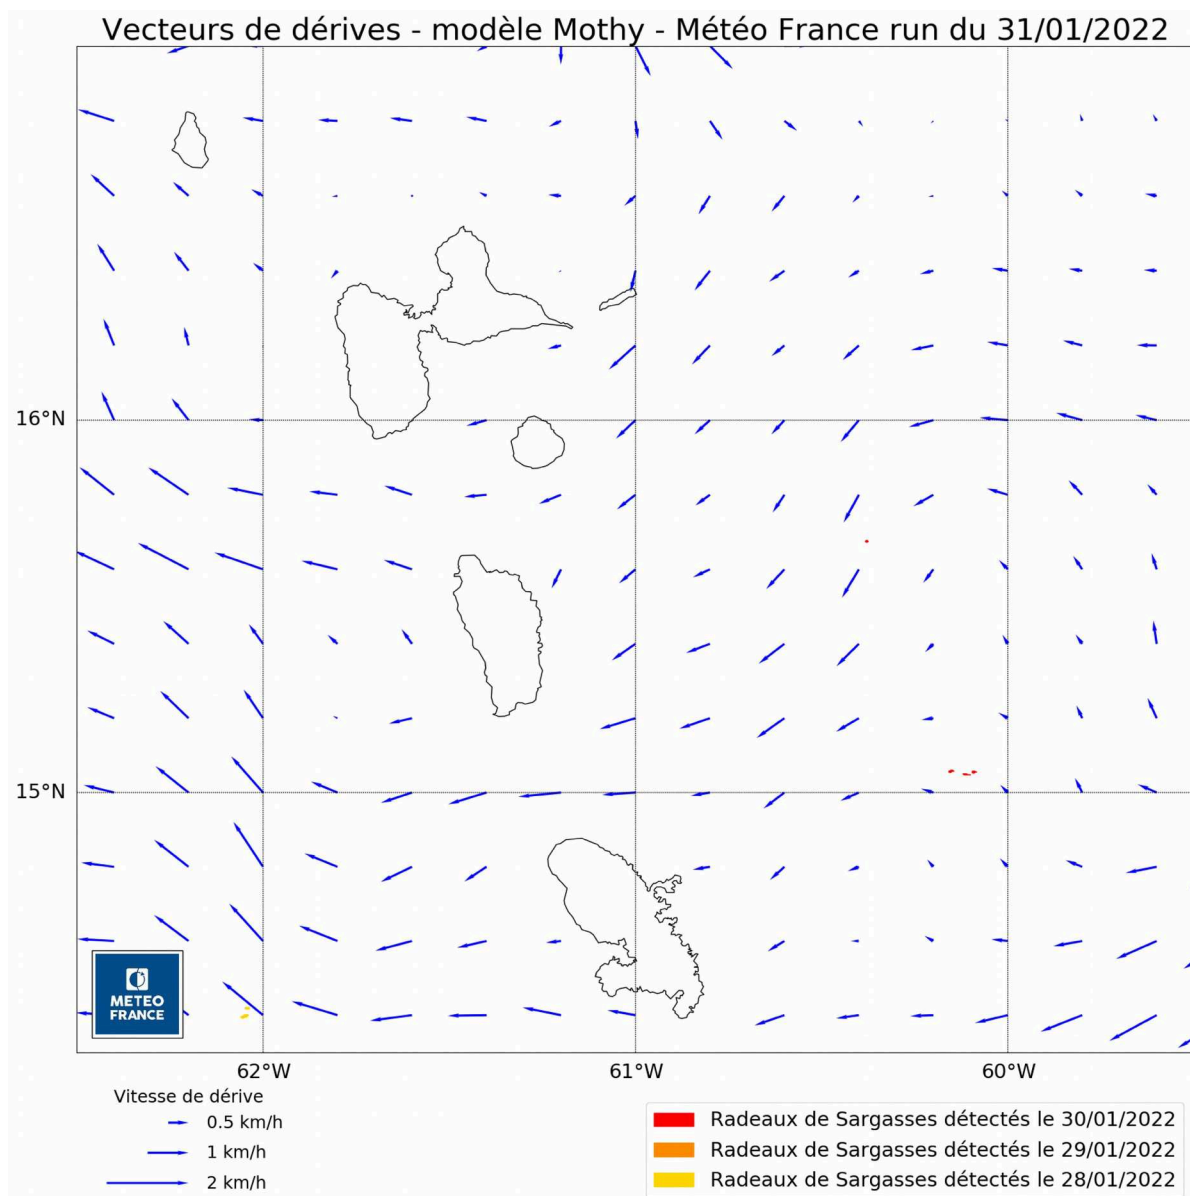 Vecteurs de dérives - modèle Mothy - Météo France run du 31/01/2022
16°N
15°N
METEO
FRANCE
62°W
61°W
60°W
Vitesse de dérive
0.5 km/h
1 km/h
2 km/h
Radeaux de Sargasses détectés le 30/01/2022
Radeaux de Sargasses détectés le 29/01/2022
Radeaux de Sargasses détectés le 28/01/2022